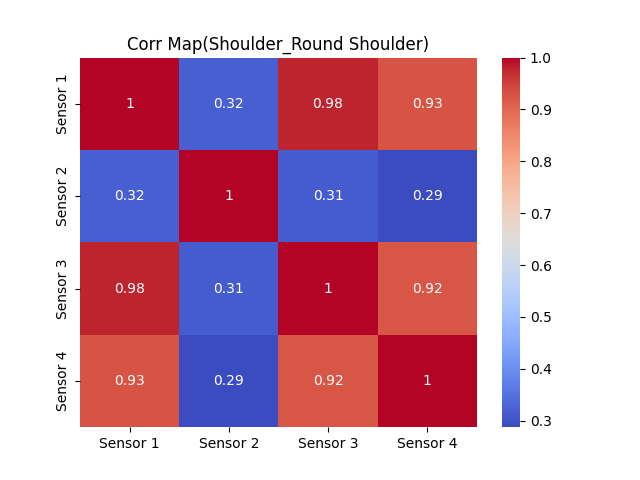 Corr Map(Shoulder_Round Shoulder)
Sensor 1
1
0.32
0.98
0.93
Sensor 2
0.32
1
0.31
0.29
Sensor 3
0.98
0.31
1
0.92
Sensor 4
0.93
0.29
0.92
1
Sensor 1
Sensor 2
Sensor 3
Sensor 4
1.0
0.9
0.8
0.7
0.6
0.5
0.4
0.3